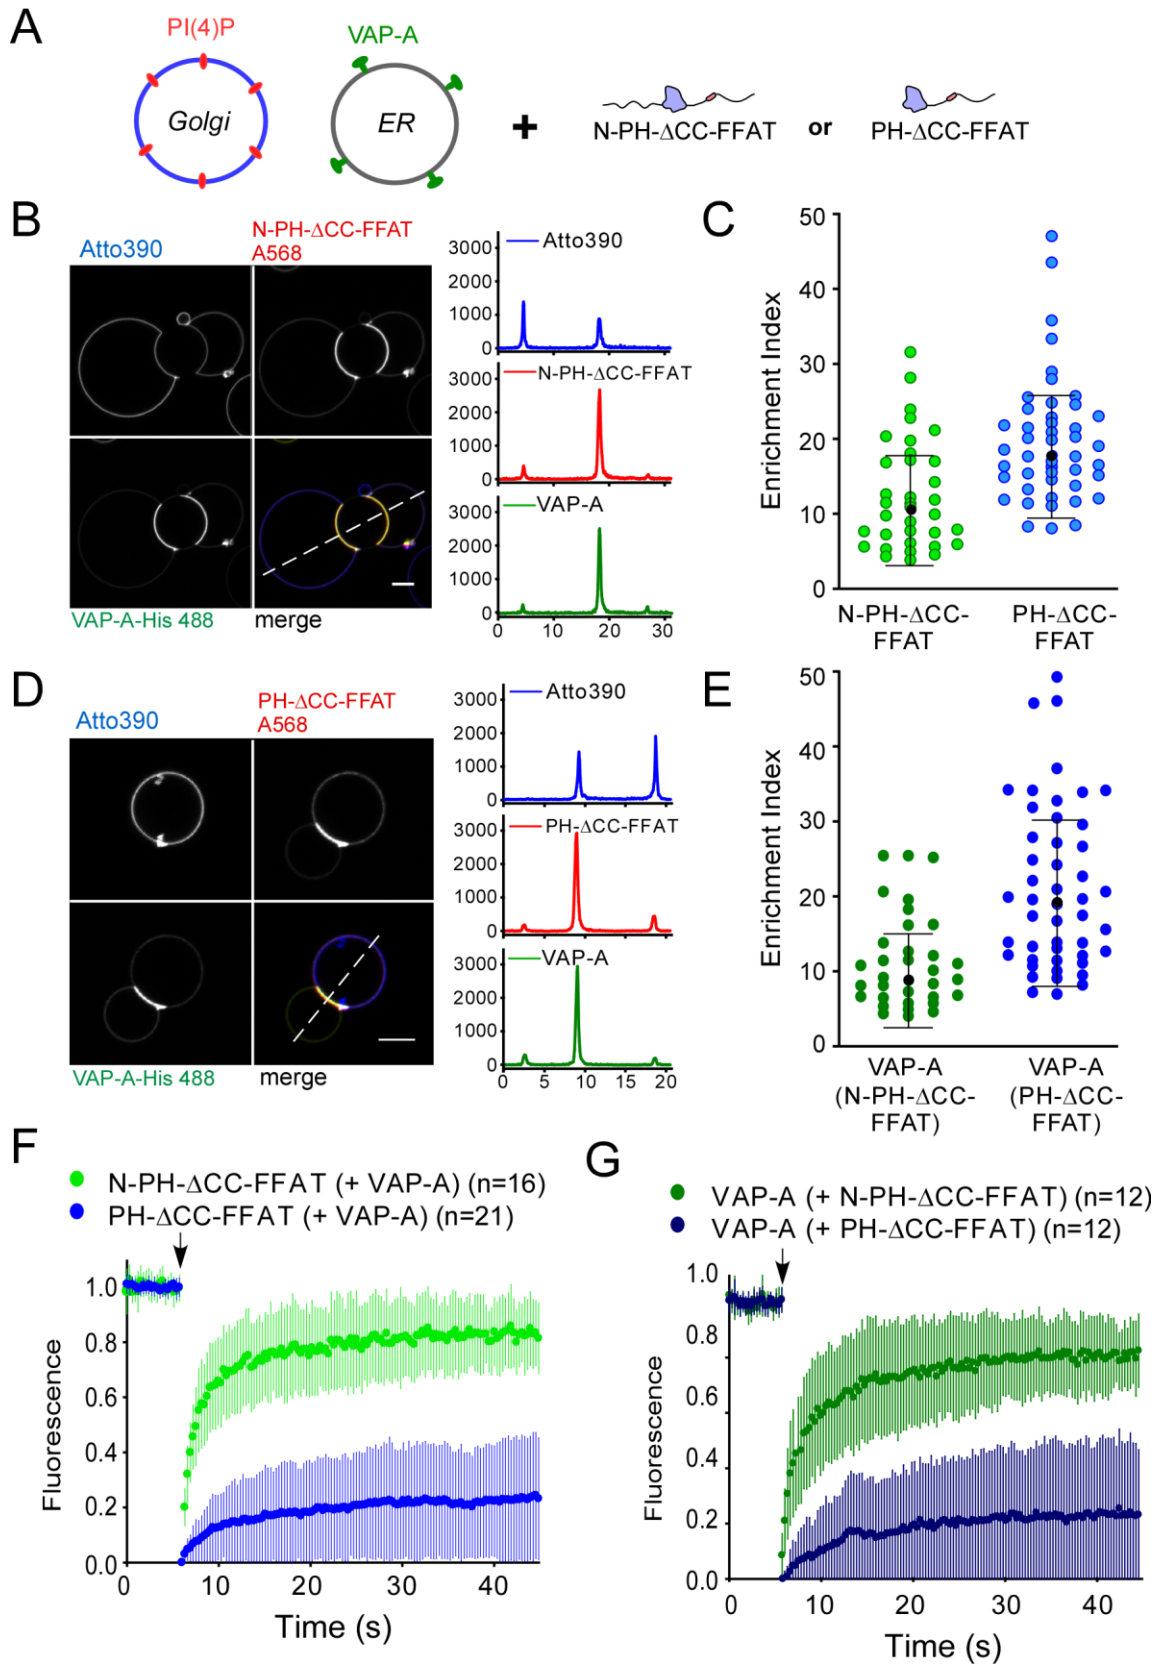 A
PI(4)P
VAP-A
Golgi
ER
+
N-PH-ΔCC-FFAT
or
PH-ΔCC-FFAT
B
Atto390
N-PH-ΔCC-FFAT
A568
VAP-A-His 488
merge
3000
2000
1000
0
Atto390
3000
2000
1000
0
N-PH-ΔCC-FFAT
3000
2000
1000
0
VAP-A
0 10 20 30
C
Enrichment Index
50
40
30
20
10
0
N-PH-ΔCC-
FFAT
PH-ΔCC-
FFAT
D
Atto390
PH-ΔCC-FFAT
A568
VAP-A-His 488
merge
3000
2000
1000
0
Atto390
3000
2000
1000
0
PH-ΔCC-FFAT
3000
2000
1000
0
VAP-A
0 5 10 15 20
E
Enrichment Index
50
40
30
20
10
0
VAP-A
(N-PH-ΔCC-
FFAT)
VAP-A
(PH-ΔCC-
FFAT)
F
N-PH-ΔCC-FFAT (+ VAP-A) (n=16)
PH-ΔCC-FFAT (+ VAP-A) (n=21)
Fluorescence
1.0
0.8
0.6
0.4
0.2
0.0
0 10 20 30 40
Time (s)
G
VAP-A (+ N-PH-ΔCC-FFAT) (n=12)
VAP-A (+ PH-ΔCC-FFAT) (n=12)
Fluorescence
1.0
0.8
0.6
0.4
0.2
0.0
0 10 20 30 40
Time (s)